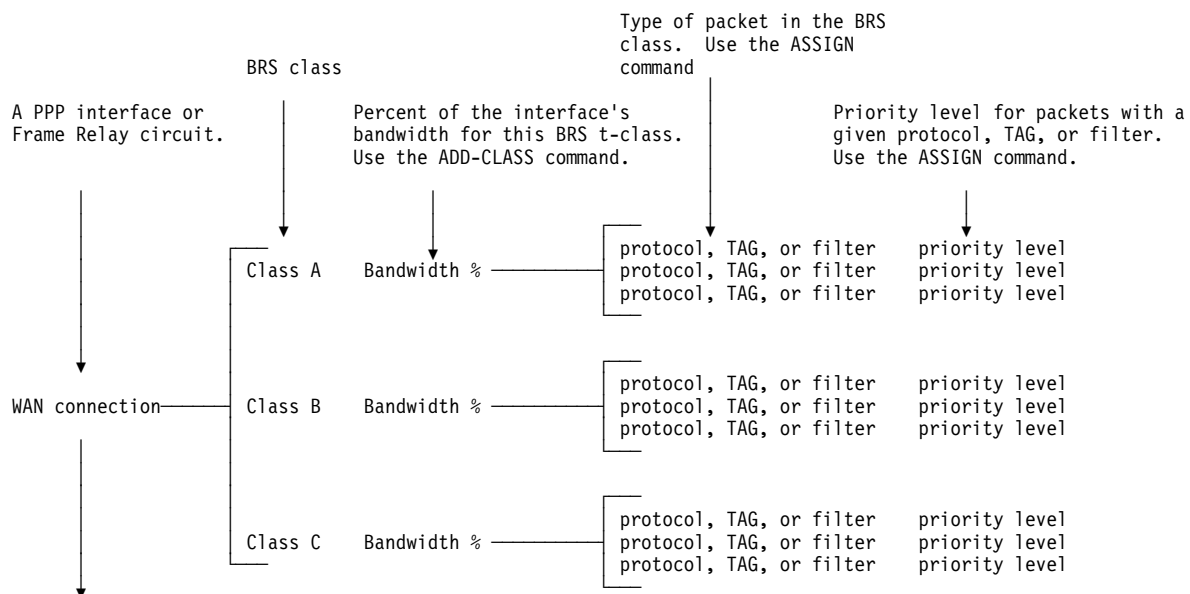 Type of packet in the BRS
class. Use the ASSIGN
command
BRS class
A PPP interface or
Frame Relay circuit.
Percent of the interface's
bandwidth for this BRS t-class.
Use the ADD-CLASS command.
Priority level for packets with a
given protocol, TAG, or filter.
Use the ASSIGN command.
protocol, TAG, or filter priority level
Class A Bandwidth % protocol, TAG, or filter priority level
protocol, TAG, or filter priority level
protocol, TAG, or filter priority level
WAN connection Class B Bandwidth % protocol, TAG, or filter priority level
protocol, TAG, or filter priority level
protocol, TAG, or filter priority level
Class C Bandwidth % protocol, TAG, or filter priority level
protocol, TAG, or filter priority level